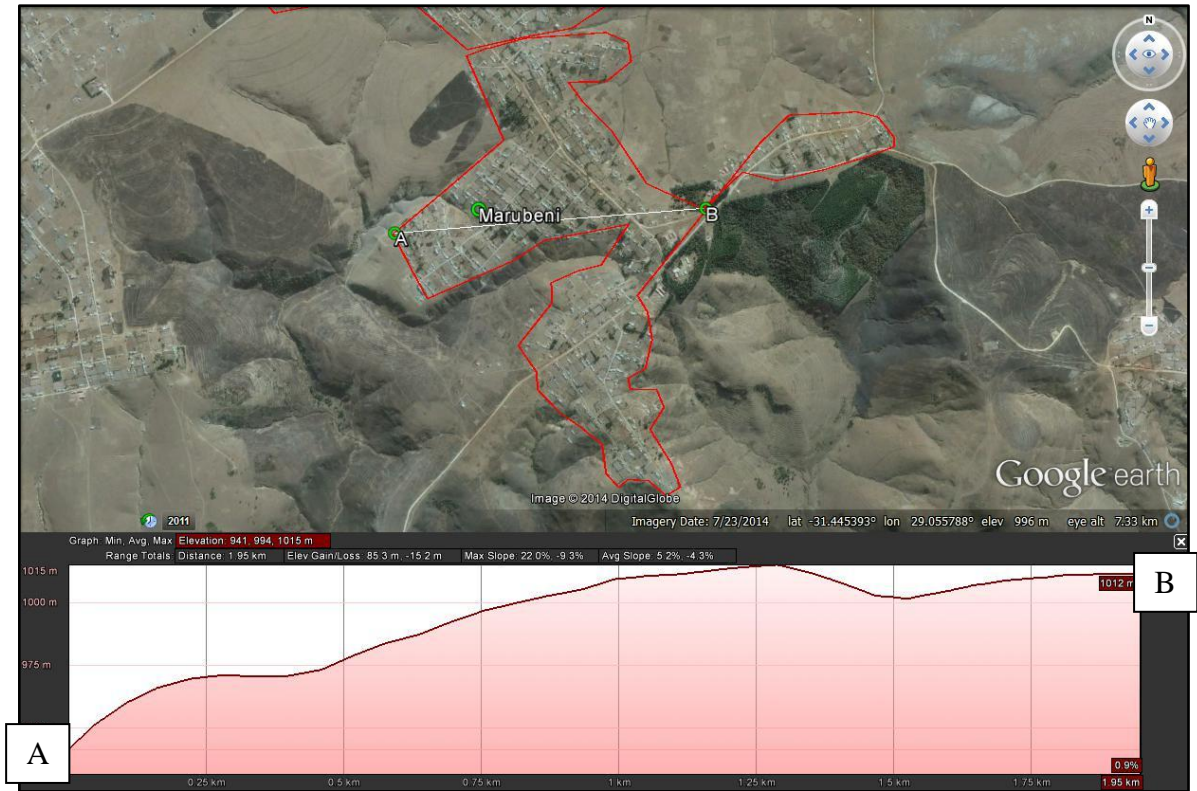 N
Marubeni
A
B
Google earth
Image © 2014 DigitalGlobe
2011
Imagery Date: 7/23/2014 lat -31.445393° lon 29.055788° elev 996 m eye alt 7.33 km
Graph: Min, Avg, Max Elevation: 941, 994, 1015 m
Range Totals: Distance: 1.95 km Elev Gain/Loss: 85.3 m, -15.2 m Max Slope: 22.0%, -9.3% Avg Slope: 5.2%, -4.3%
1015 m
1000 m
975 m
1012 m
B
A
0.9%
0.25 km 0.5 km 0.75 km 1 km 1.25 km 1.5 km 1.75 km 1.95 km